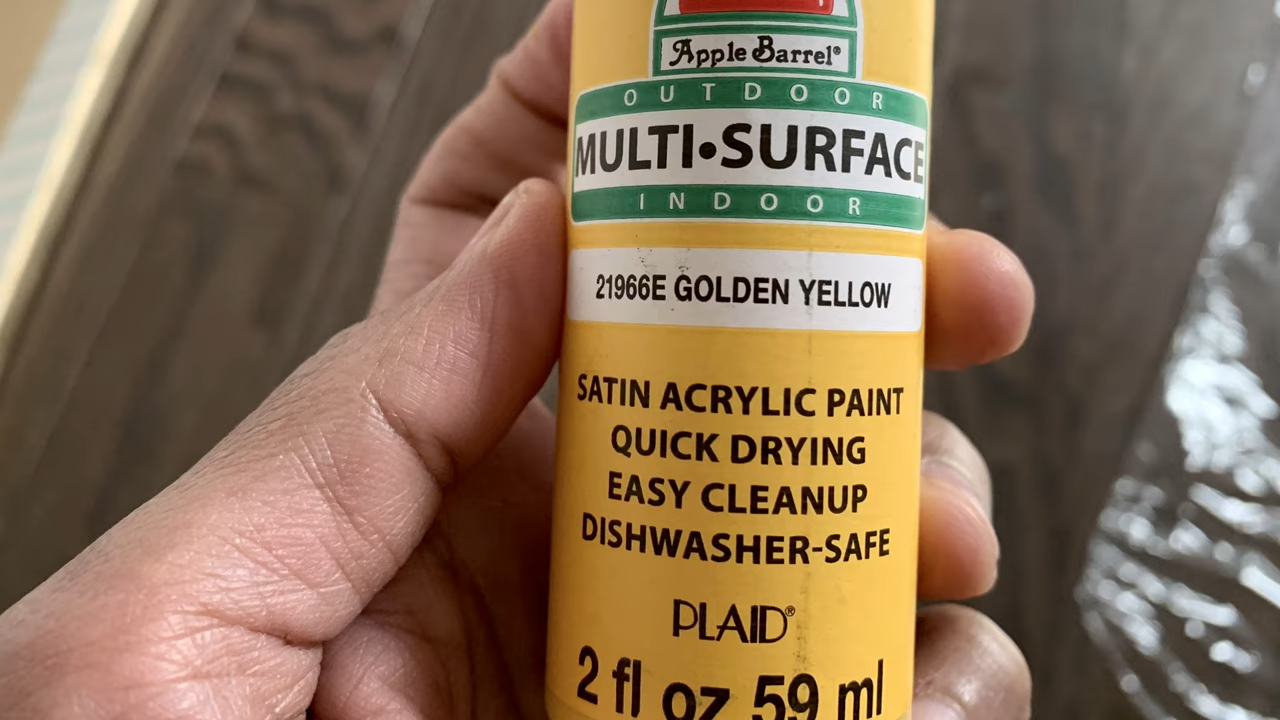 Apple Barrel®
OUTDOOR
MULTI•SURFACE
INDOOR
21966E GOLDEN YELLOW
SATIN ACRYLIC PAINT
QUICK DRYING
EASY CLEANUP
DISHWASHER-SAFE
PLAID®
2 fl oz 59 ml